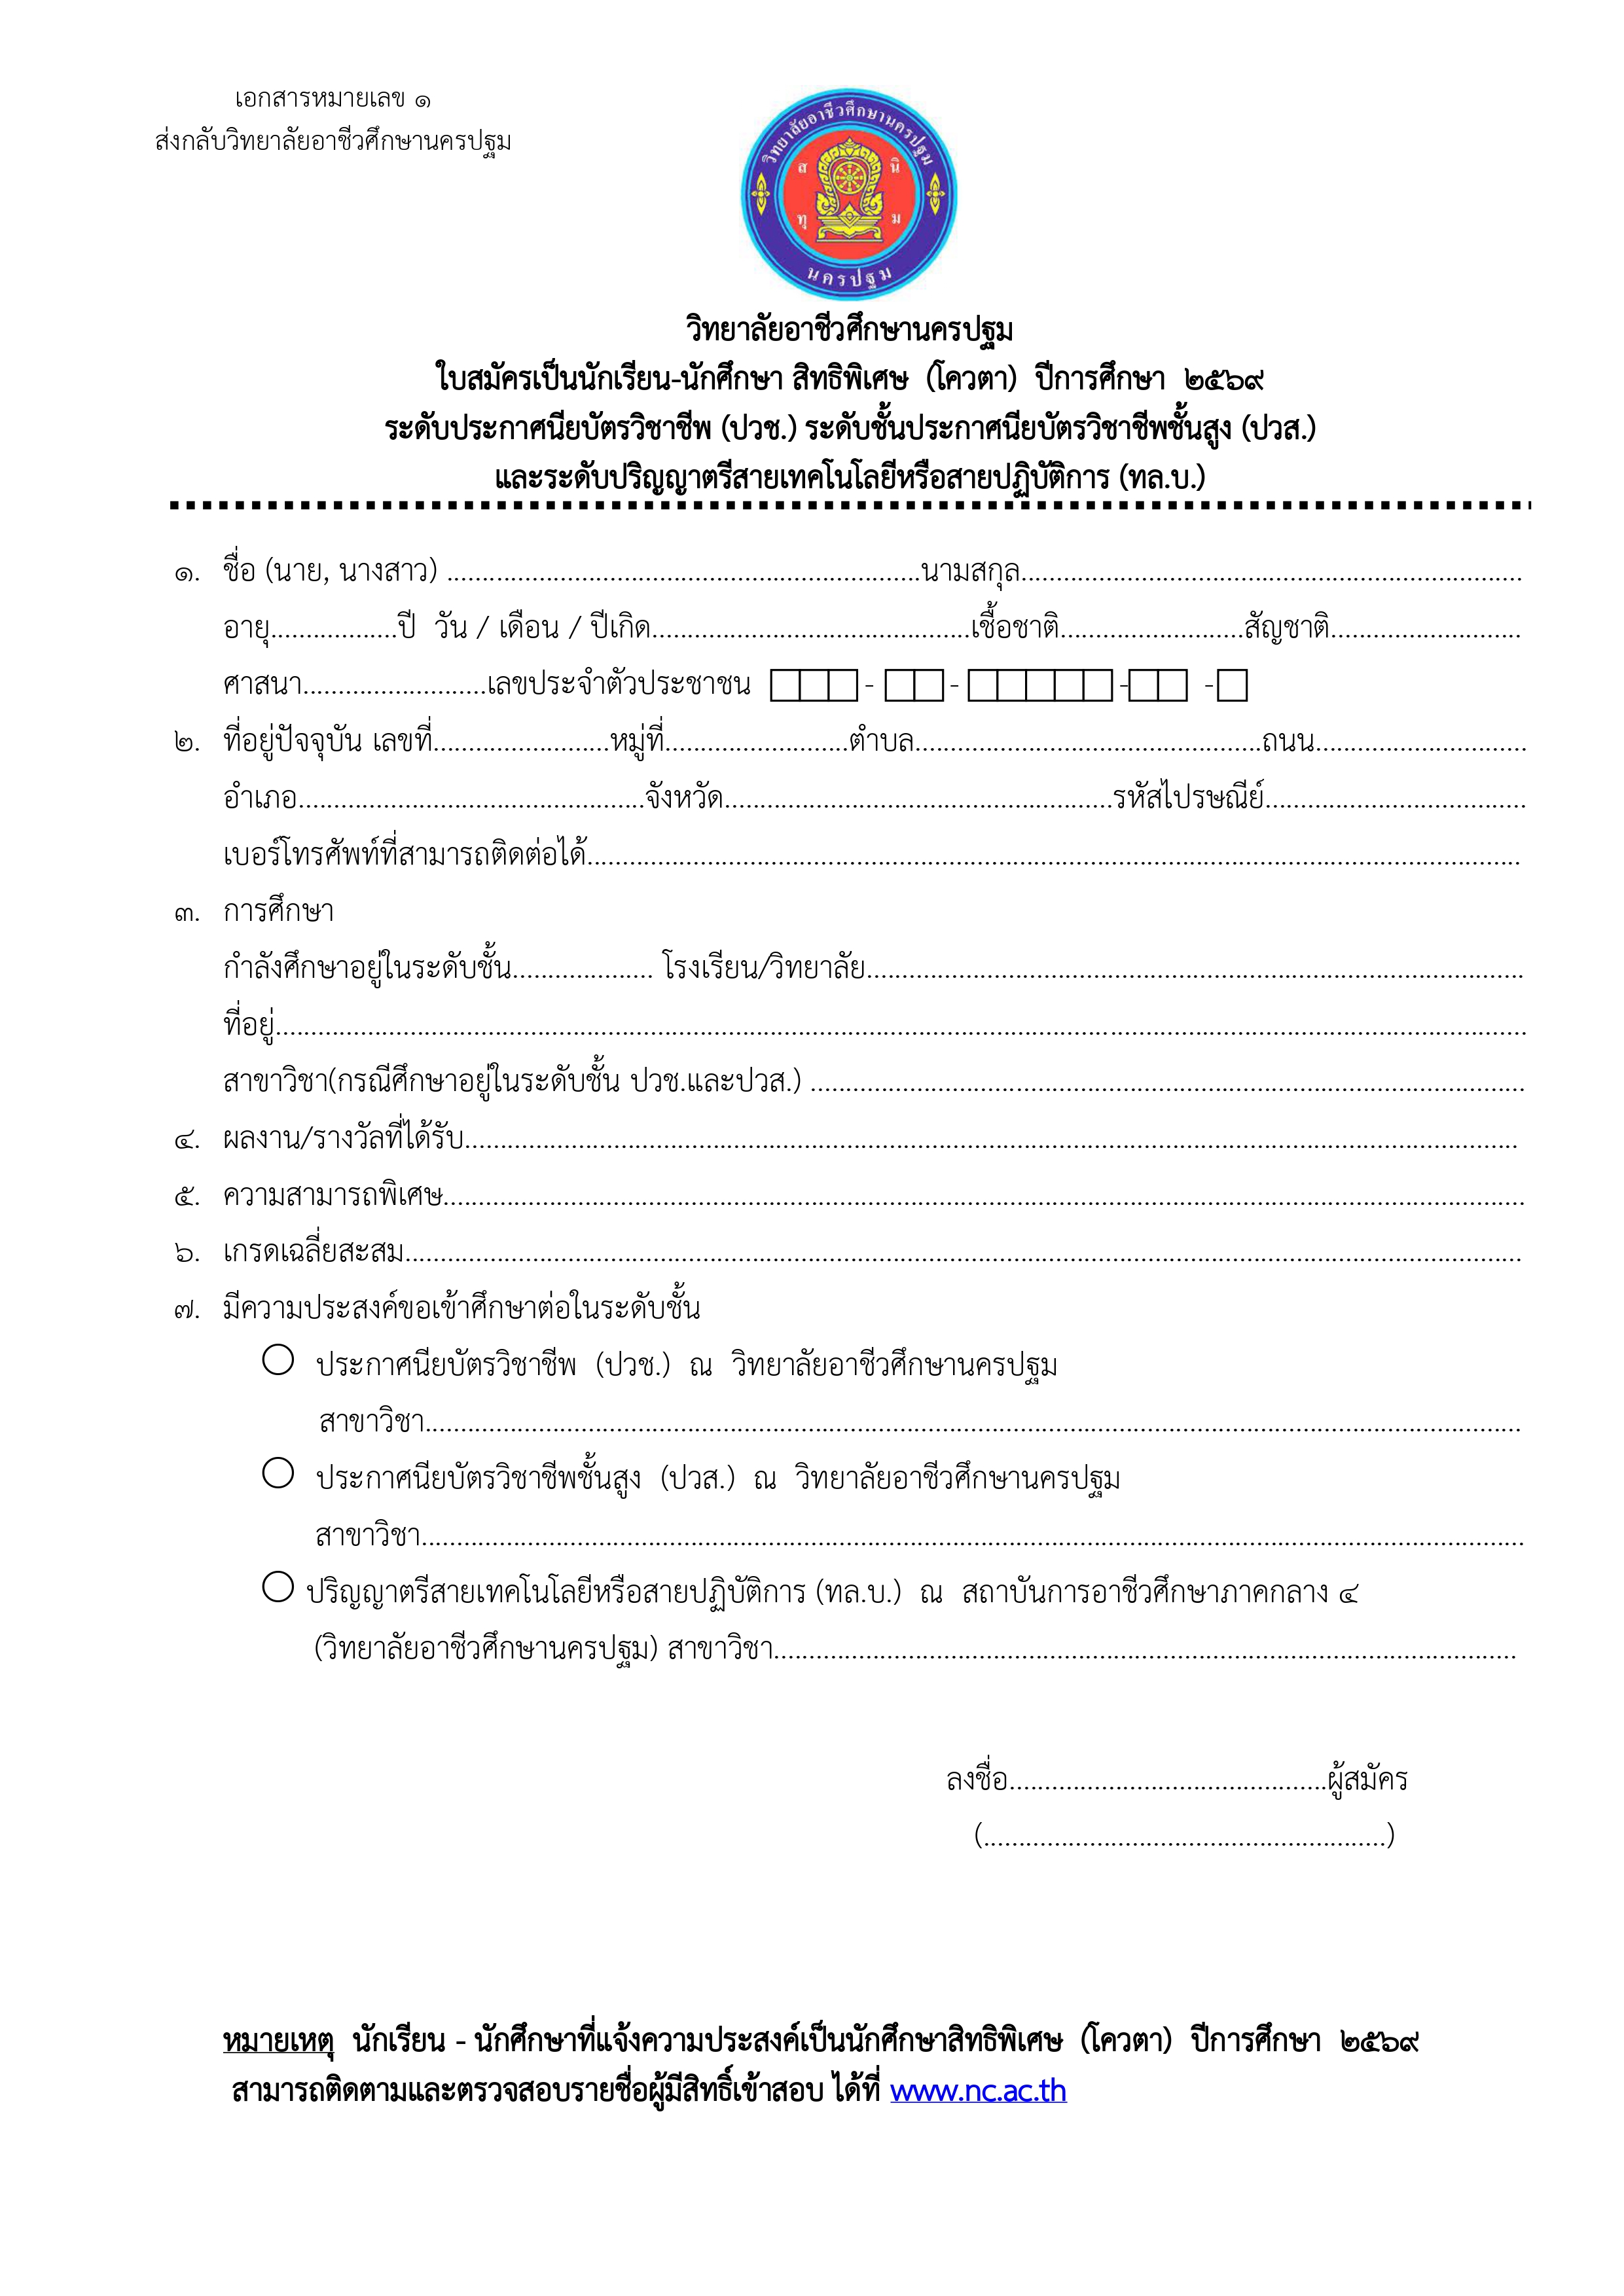 เอกสารหมายเลข ๑
ส่งกลับวิทยาลัยอาชีวศึกษานครปฐม
วิทยาลัยอาชีวศึกษานครปฐม
ส นิ
ทุ ม
นครปฐม
วิทยาลัยอาชีวศึกษานครปฐม
ใบสมัครเป็นนักเรียน-นักศึกษา สิทธิพิเศษ (โควตา) ปีการศึกษา ๒๕๖๙
ระดับประกาศนียบัตรวิชาชีพ (ปวช.) ระดับชั้นประกาศนียบัตรวิชาชีพชั้นสูง (ปวส.)
และระดับปริญญาตรีสายเทคโนโลยีหรือสายปฏิบัติการ (ทล.บ.)
๑. ชื่อ (นาย, นางสาว) ....................นามสกุล....................
อายุ..........ปี วัน / เดือน / ปีเกิด....................เชื้อชาติ....................สัญชาติ....................
ศาสนา....................เลขประจำตัวประชาชน □□□- □□ - □□□□□ -□□ -□
๒. ที่อยู่ปัจจุบัน เลขที่....................หมู่ที่....................ตำบล....................ถนน....................
อำเภอ....................จังหวัด....................รหัสไปรษณีย์....................
เบอร์โทรศัพท์ที่สามารถติดต่อได้....................
๓. การศึกษา
กำลังศึกษาอยู่ในระดับชั้น.................... โรงเรียน/วิทยาลัย....................
ที่อยู่....................
สาขาวิชา(กรณีศึกษาอยู่ในระดับชั้น ปวช.และปวส.) ....................
๔. ผลงาน/รางวัลที่ได้รับ....................
๕. ความสามารถพิเศษ....................
๖. เกรดเฉลี่ยสะสม....................
๗. มีความประสงค์ขอเข้าศึกษาต่อในระดับชั้น
○ ประกาศนียบัตรวิชาชีพ (ปวช.) ณ วิทยาลัยอาชีวศึกษานครปฐม
สาขาวิชา....................
○ ประกาศนียบัตรวิชาชีพชั้นสูง (ปวส.) ณ วิทยาลัยอาชีวศึกษานครปฐม
สาขาวิชา....................
○ ปริญญาตรีสายเทคโนโลยีหรือสายปฏิบัติการ (ทล.บ.) ณ สถาบันการอาชีวศึกษาภาคกลาง ๔
(วิทยาลัยอาชีวศึกษานครปฐม) สาขาวิชา....................
ลงชื่อ....................ผู้สมัคร
(....................)
หมายเหตุ นักเรียน - นักศึกษาที่แจ้งความประสงค์เป็นนักศึกษาสิทธิพิเศษ (โควตา) ปีการศึกษา ๒๕๖๙
สามารถติดตามและตรวจสอบรายชื่อผู้มีสิทธิ์เข้าสอบ ได้ที่ www.nc.ac.th